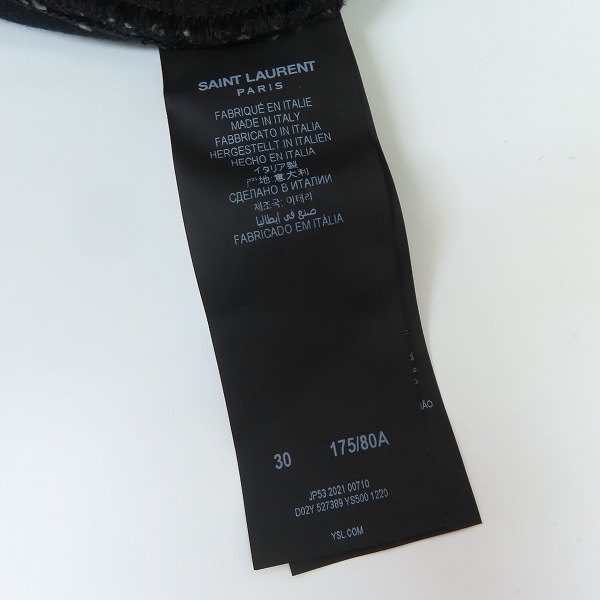 SAINT LAURENT
PARIS
FABRIQUÉ EN ITALIE
MADE IN ITALY
FABBRICATO IN ITALIA
HERGESTELLT IN ITALIEN
HECHO EN ITALIA
イタリア製
产地:意大利
СДЕЛАНО В ИТАЛИИ
제조국: 이태리
صنع في إيطاليا
FABRICADO EM ITÁLIA
30 175/80A
JP53 2021 00710
D02Y 527389 YS500 1220
YSL.COM